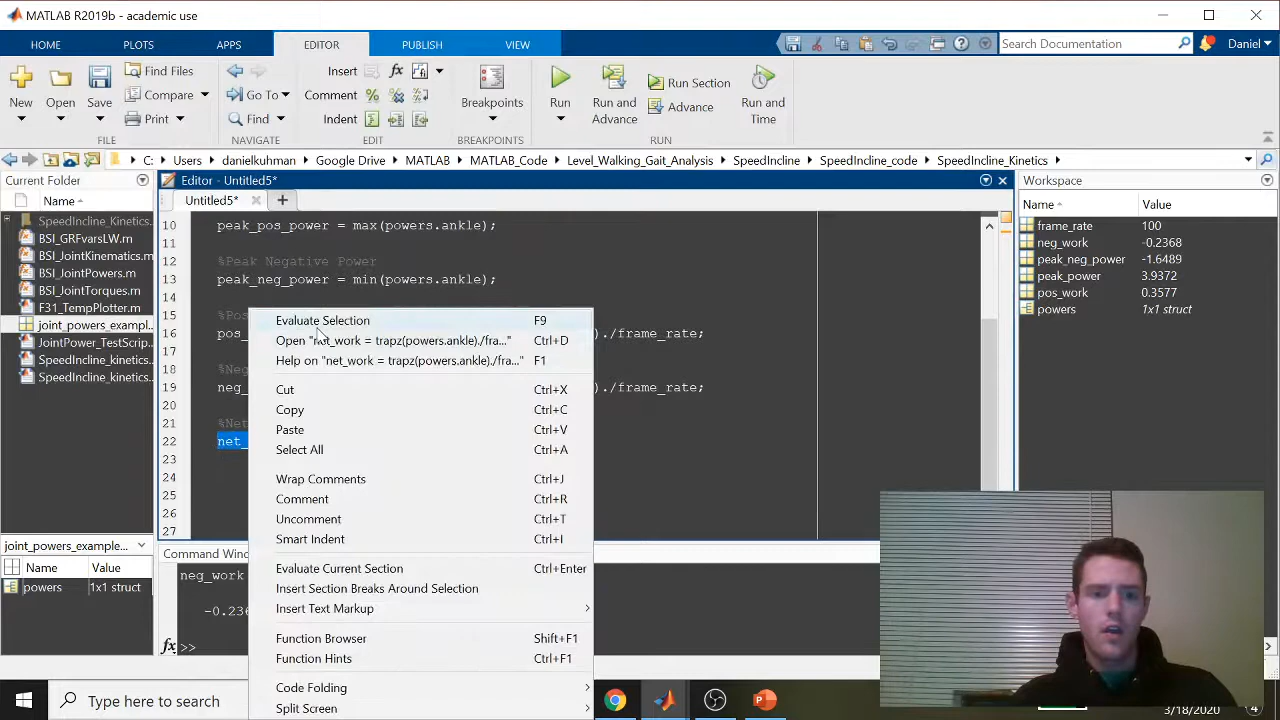 MATLAB R2019b - academic use
HOME PLOTS APPS EDITOR PUBLISH VIEW Search Documentation Daniel
New Open Save Find Files Compare Print Go To Find Insert Comment Indent fx Breakpoints Run Run and Advance Run Section Advance Run and Time
FILE NAVIGATE EDIT BREAKPOINTS RUN
C: Users danielkuhman Google Drive MATLAB MATLAB_Code Level_Walking_Gait_Analysis SpeedIncline SpeedIncline_code SpeedIncline_Kinetics
Current Folder
Name
SpeedIncline_Kinetics.
BSI_GRFvarsLW.m
BSI_JointKinematics.m
BSI_JointPowers.m
BSI_JointTorques.m
F31_TempPlotter.m
joint_powers_exampl..
JointPower_TestScrip..
SpeedIncline_kinetics..
SpeedIncline_kinetics..
joint_powers_example...
Name Value
powers 1x1 struct
Editor - Untitled5*
Untitled5*
10 peak_pos_power = max(powers.ankle);
11
12 %Peak Negative Power
13 peak_neg_power = min(powers.ankle);
14
15 %Pos
16 pos_ )./frame_rate;
17
18 %Neg
19 neg_ )./frame_rate;
20
21 %Net
22 net_
23
24
25
26
27
Evaluate Selection F9
Open "net_work = trapz(powers.ankle)./fra..." Ctrl+D
Help on "net_work = trapz(powers.ankle)./fra..." F1
Cut Ctrl+X
Copy Ctrl+C
Paste Ctrl+V
Select All Ctrl+A
Wrap Comments Ctrl+J
Comment Ctrl+R
Uncomment Ctrl+T
Smart Indent Ctrl+I
Evaluate Current Section Ctrl+Enter
Insert Section Breaks Around Selection
Insert Text Markup
Function Browser Shift+F1
Function Hints Ctrl+F1
Code Folding
Split Screen
Command Wind
neg_work
-0.236
fx >>
Workspace
Name Value
frame_rate 100
neg_work -0.2368
peak_neg_power -1.6489
peak_power 3.9372
pos_work 0.3577
powers 1x1 struct
Type here to search
3/18/2020